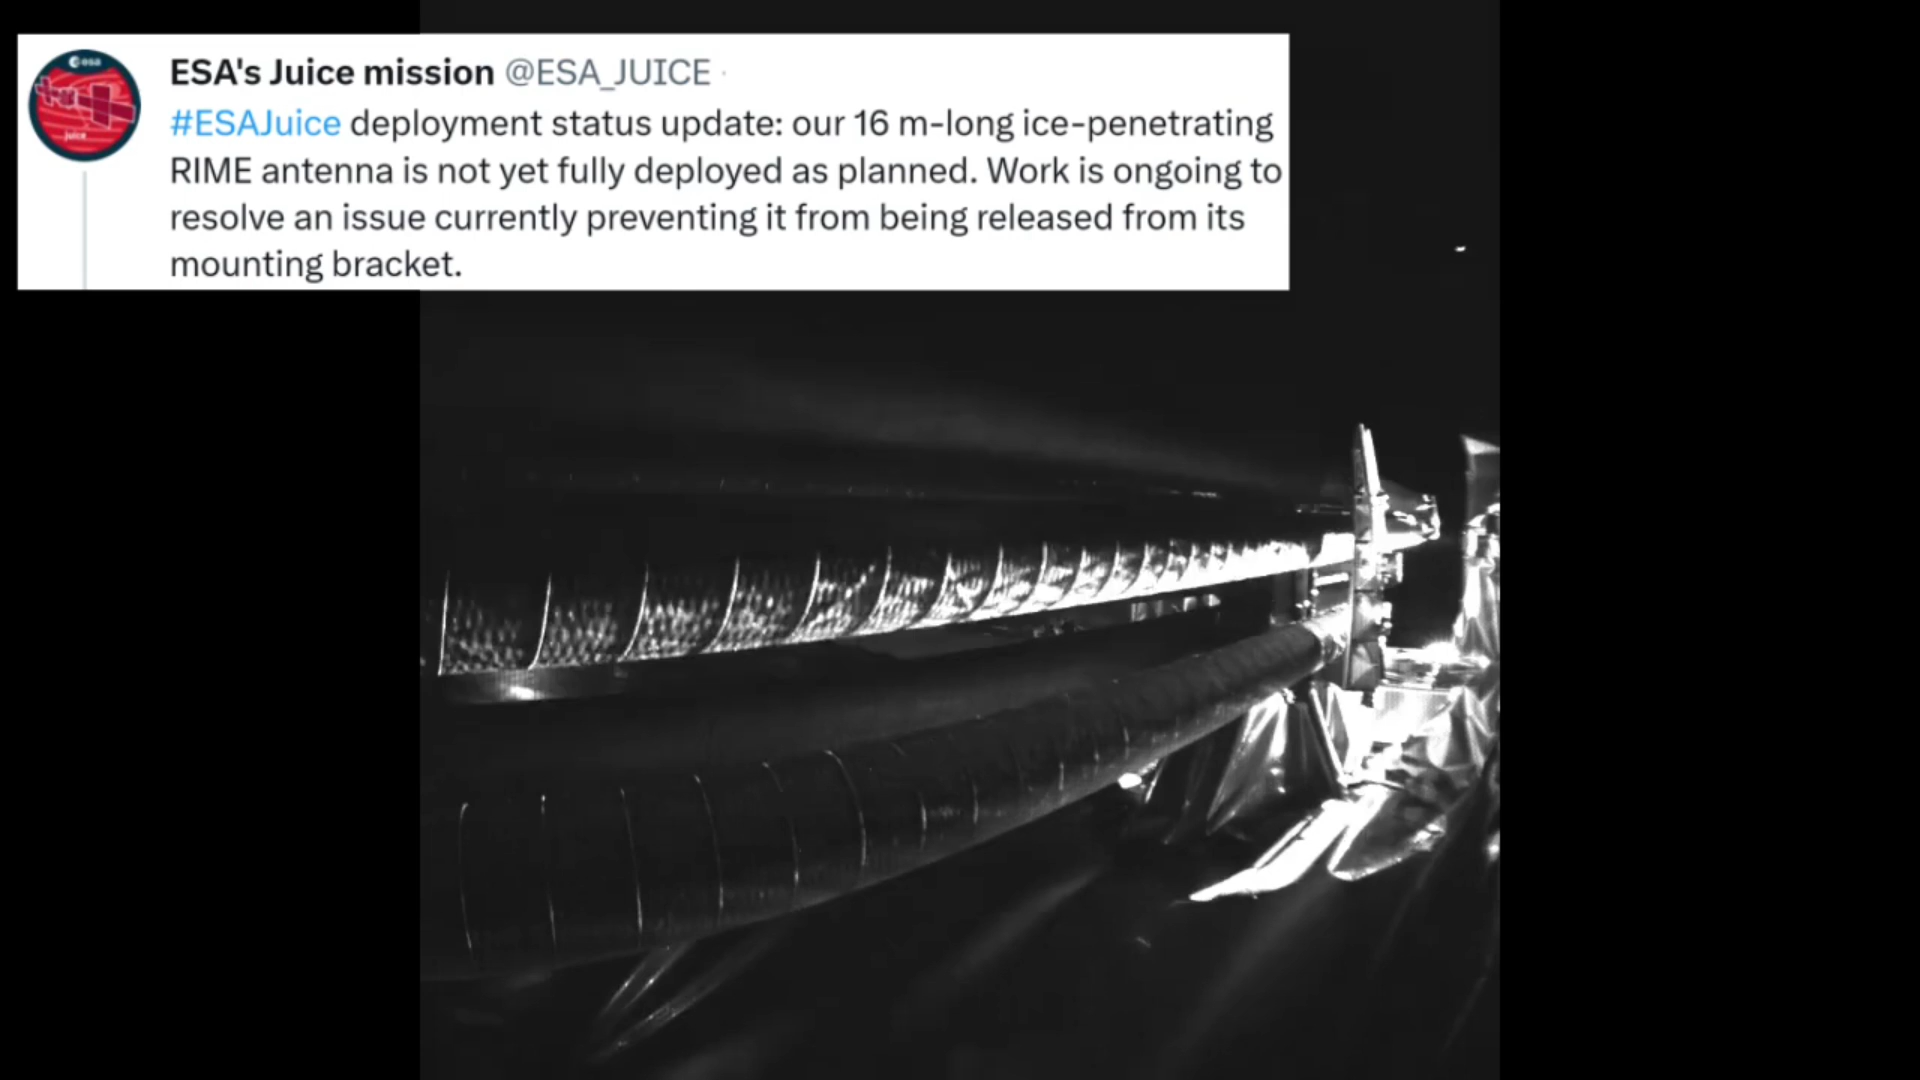 esa
juice
ESA's Juice mission @ESA_JUICE ·
#ESAJuice deployment status update: our 16 m-long ice-penetrating
RIME antenna is not yet fully deployed as planned. Work is ongoing to
resolve an issue currently preventing it from being released from its
mounting bracket.